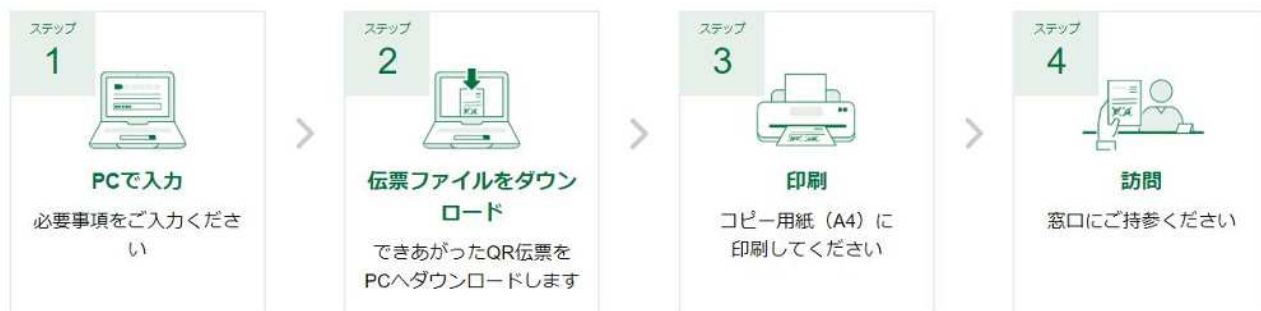 ステップ
1
PCで入力
必要事項をご入力くださ
い
ステップ
2
伝票ファイルをダウン
ロード
できあがったQR伝票を
PCへダウンロードします
ステップ
3
印刷
コピー用紙（A4）に
印刷してください
ステップ
4
訪問
窓口にご持参ください